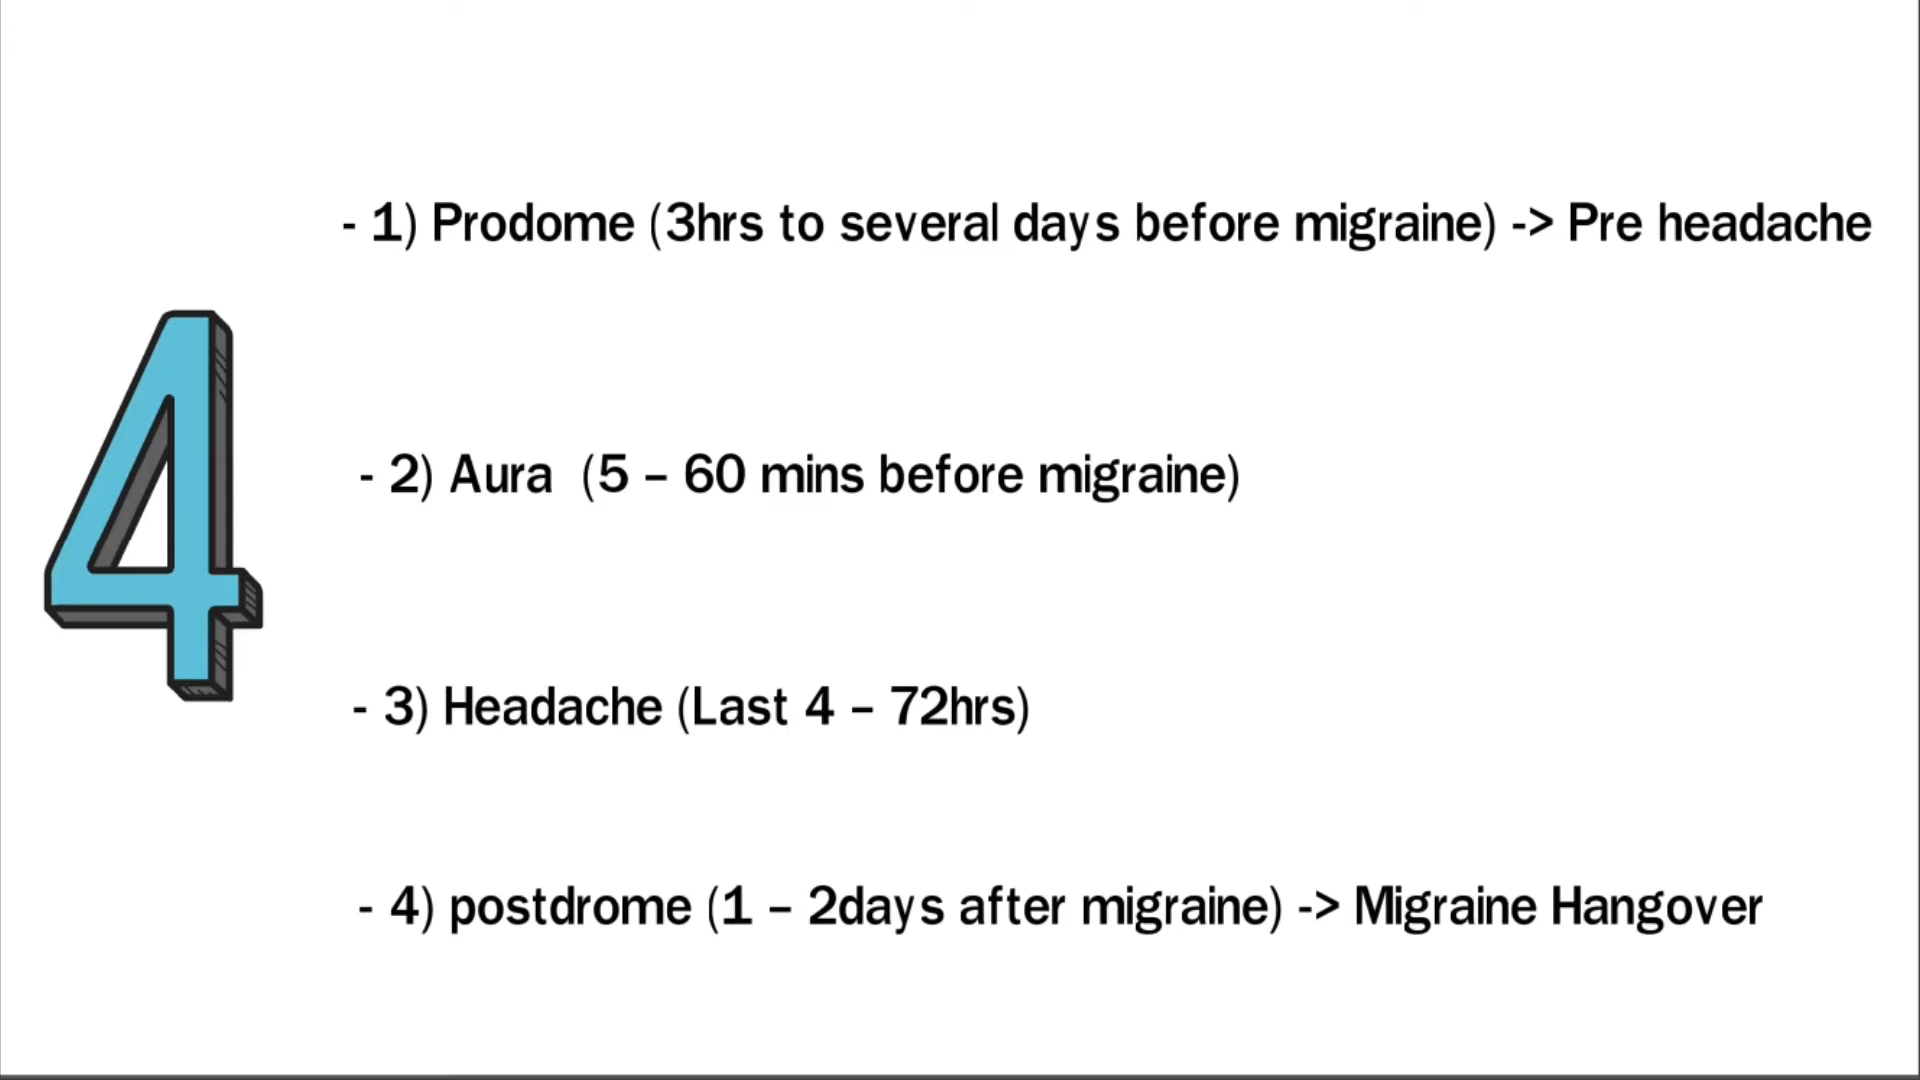 - 1) Prodome (3hrs to several days before migraine) -> Pre headache
4
- 2) Aura (5 – 60 mins before migraine)
- 3) Headache (Last 4 – 72hrs)
- 4) postdrome (1 – 2days after migraine) -> Migraine Hangover